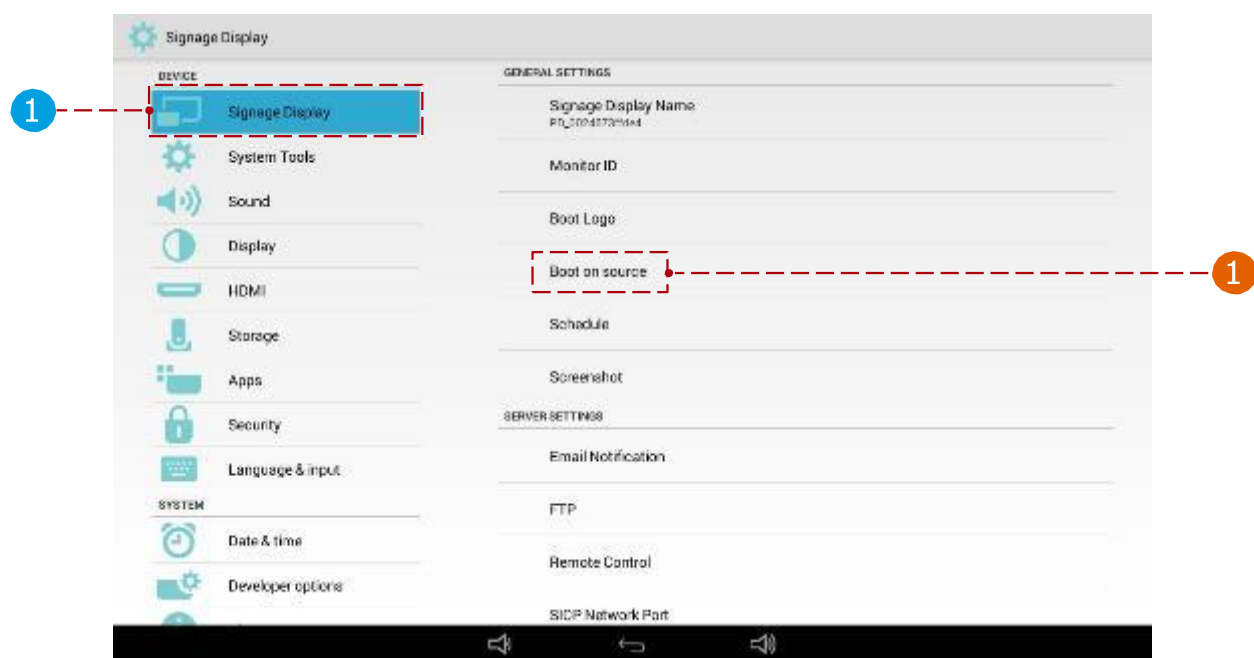 Signage Display
DEVICE
1
Signage Display
System Tools
Sound
Display
HDMI
Storage
Apps
Security
Language & input
SYSTEM
Date & time
Developer options
GENERAL SETTINGS
Signage Display Name
Monitor ID
Boot Logo
Boot on source
1
Schedule
Screenshot
SERVER SETTINGS
Email Notification
FTP
Remote Control
SICP Network Port